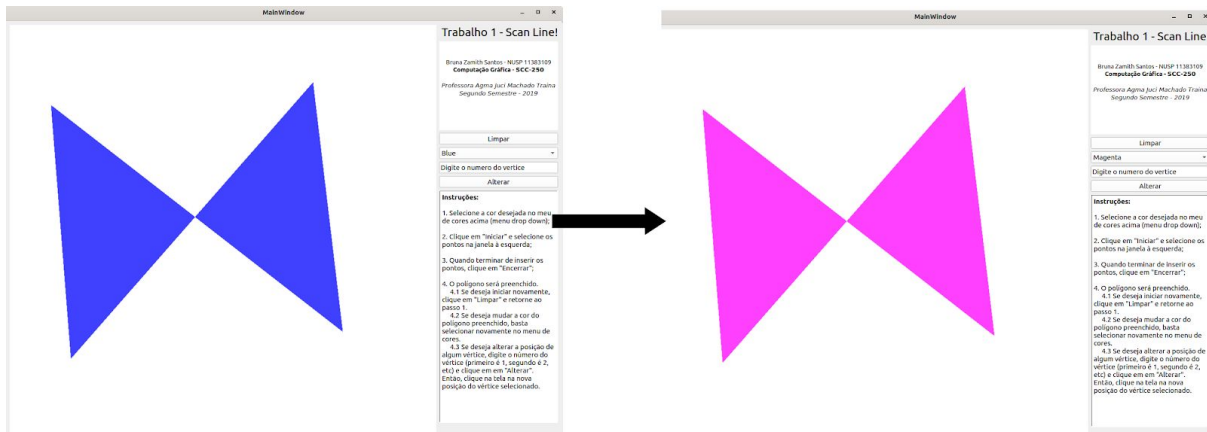 MainWindow
Trabalho 1 - Scan Line!
Bruna Zamith Santos - NUSP 11383109
Computação Gráfica - SCC-250
Professora Agma Juci Machado Traina
Segundo Semestre - 2019
Limpar
Blue
Digite o numero do vertice
Alterar
Instruções:
1. Selecione a cor desejada no meu
de cores acima (menu drop down);
2. Clique em "Iniciar" e selecione os
pontos na janela à esquerda;
3. Quando terminar de inserir os
pontos, clique em "Encerrar";
4. O polígono será preenchido.
4.1 Se deseja iniciar novamente,
clique em "Limpar" e retorne ao
passo 1.
4.2 Se deseja mudar a cor do
polígono preenchido, basta
selecionar novamente no menu de
cores.
4.3 Se deseja alterar a posição de
algum vértice, digite o número do
vértice (primeiro é 1, segundo é 2,
etc) e clique em em "Alterar".
Então, clique na tela na nova
posição do vértice selecionado.
MainWindow
Trabalho 1 - Scan Line
Bruna Zamith Santos - NUSP 11383109
Computação Gráfica - SCC-250
Professora Agma Juci Machado Traina
Segundo Semestre - 2019
Limpar
Magenta
Digite o numero do vertice
Alterar
Instruções:
1. Selecione a cor desejada no meu
de cores acima (menu drop down);
2. Clique em "Iniciar" e selecione os
pontos na janela à esquerda;
3. Quando terminar de inserir os
pontos, clique em "Encerrar";
4. O polígono será preenchido.
4.1 Se deseja iniciar novamente,
clique em "Limpar" e retorne ao
passo 1.
4.2 Se deseja mudar a cor do
polígono preenchido, basta
selecionar novamente no menu de
cores.
4.3 Se deseja alterar a posição de
algum vértice, digite o número do
vértice (primeiro é 1, segundo é 2,
etc) e clique em em "Alterar".
Então, clique na tela na nova
posição do vértice selecionado.